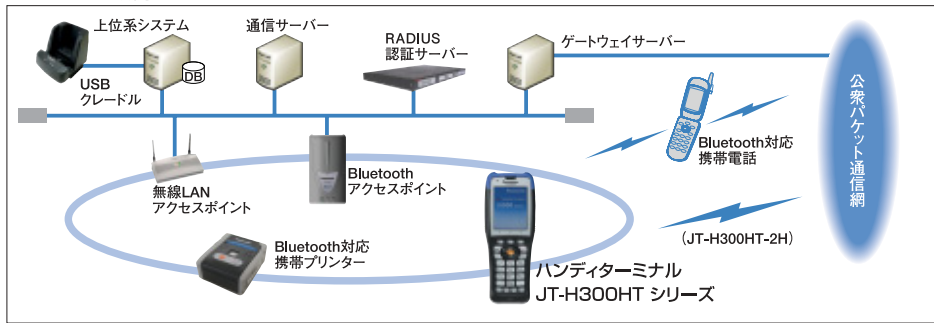 上位系システム
通信サーバー
RADIUS
認証サーバー
ゲートウェイサーバー
DB
USB
クレードル
公衆パケット通信網
Bluetooth対応
携帯電話
無線LAN
アクセスポイント
Bluetooth
アクセスポイント
(JT-H300HT-2H)
Bluetooth対応
携帯プリンター
ハンディターミナル
JT-H300HT シリーズ